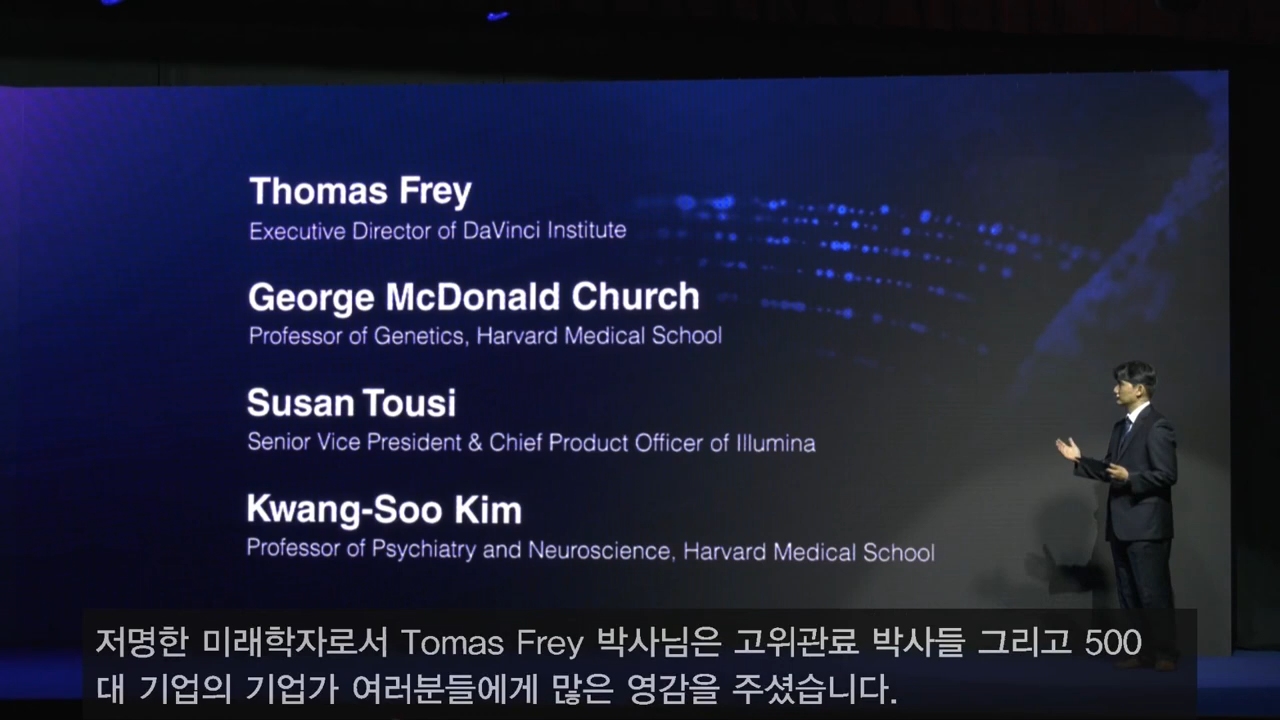 Thomas Frey
Executive Director of DaVinci Institute
George McDonald Church
Professor of Genetics, Harvard Medical School
Susan Tousi
Senior Vice President & Chief Product Officer of Illumina
Kwang-Soo Kim
Professor of Psychiatry and Neuroscience, Harvard Medical School
저명한 미래학자로서 Tomas Frey 박사님은 고위관료 박사들 그리고 500
대 기업의 기업가 여러분들에게 많은 영감을 주셨습니다.